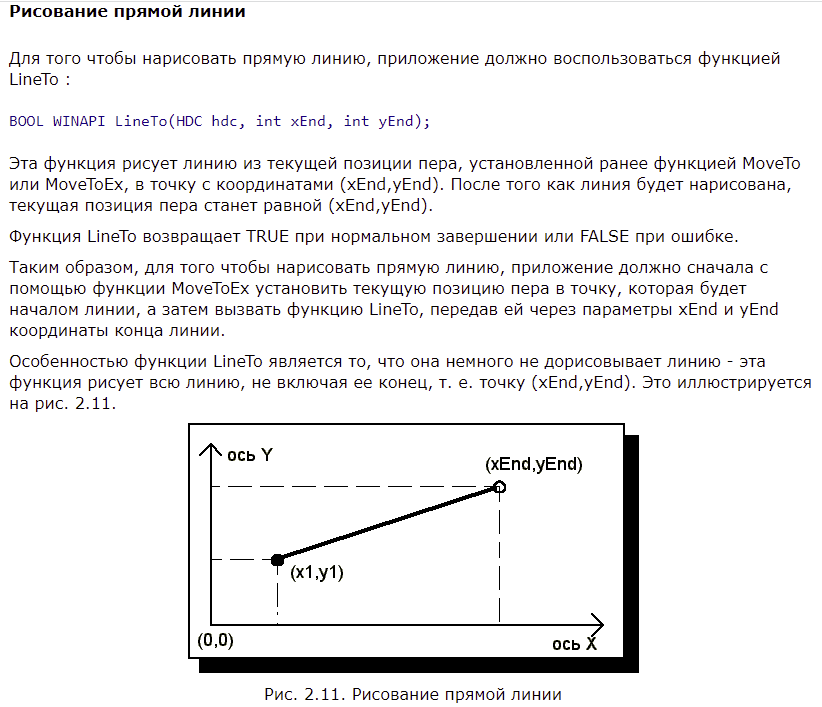 Рисование прямой линии
Для того чтобы нарисовать прямую линию, приложение должно воспользоваться функцией
LineTo :
BOOL WINAPI LineTo(HDC hdc, int xEnd, int yEnd);
Эта функция рисует линию из текущей позиции пера, установленной ранее функцией MoveTo
или MoveToEx, в точку с координатами (xEnd,yEnd). После того как линия будет нарисована,
текущая позиция пера станет равной (xEnd,yEnd).
Функция LineTo возвращает TRUE при нормальном завершении или FALSE при ошибке.
Таким образом, для того чтобы нарисовать прямую линию, приложение должно сначала с
помощью функции MoveToEx установить текущую позицию пера в точку, которая будет
началом линии, а затем вызвать функцию LineTo, передав ей через параметры xEnd и yEnd
координаты конца линии.
Особенностью функции LineTo является то, что она немного не дорисовывает линию - эта
функция рисует всю линию, не включая ее конец, т. е. точку (xEnd,yEnd). Это иллюстрируется
на рис. 2.11.
ось Y
(xEnd,yEnd)
(x1,y1)
(0,0)
ось X
Рис. 2.11. Рисование прямой линии